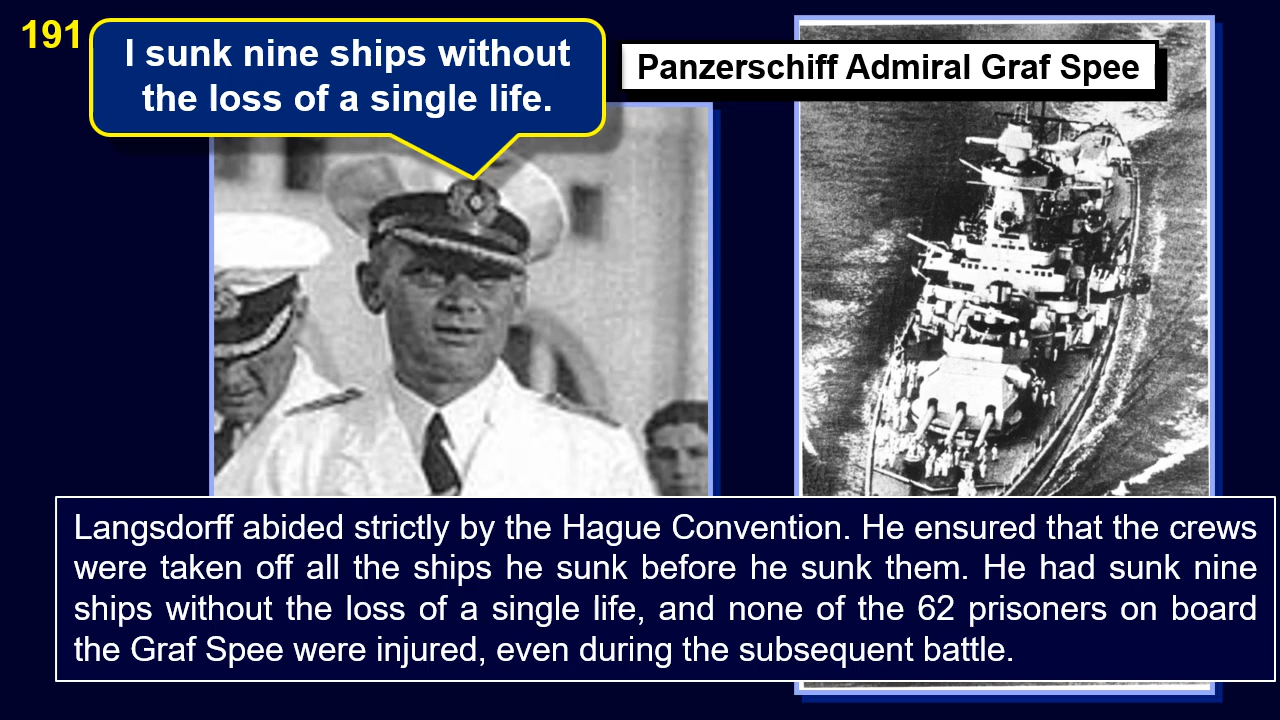 191
I sunk nine ships without
the loss of a single life.
Panzerschiff Admiral Graf Spee
Langsdorff abided strictly by the Hague Convention. He ensured that the crews
were taken off all the ships he sunk before he sunk them. He had sunk nine
ships without the loss of a single life, and none of the 62 prisoners on board
the Graf Spee were injured, even during the subsequent battle.